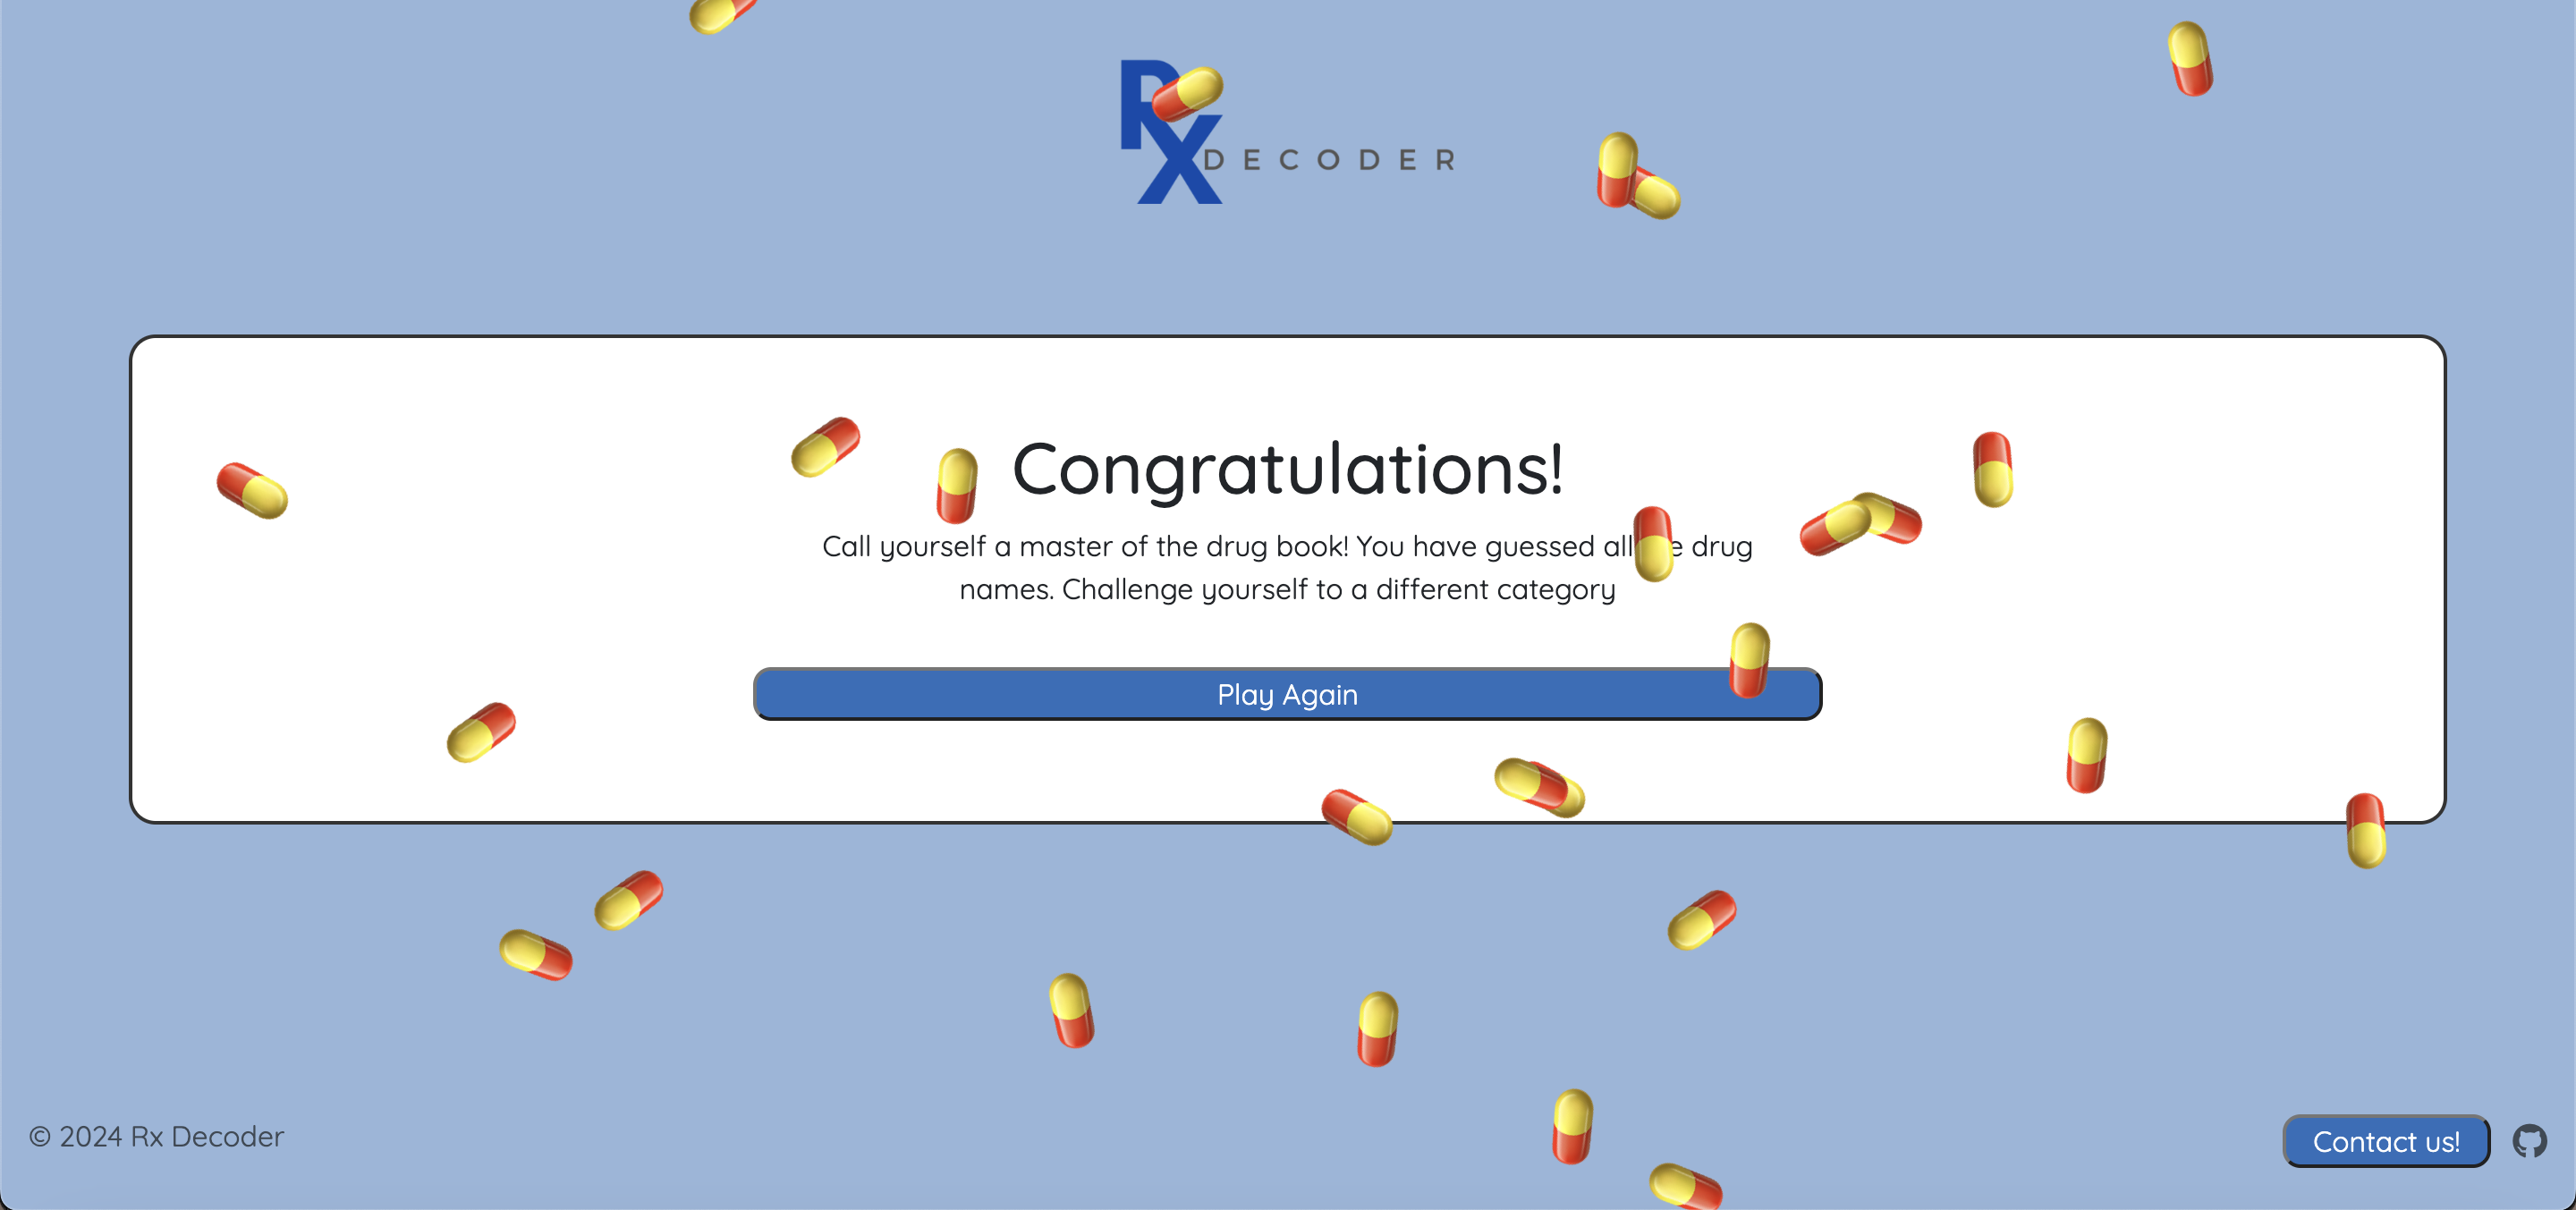 Rx DECODER
Congratulations!
Call yourself a master of the drug book! You have guessed all drug
names. Challenge yourself to a different category
Play Again
© 2024 Rx Decoder
Contact us!